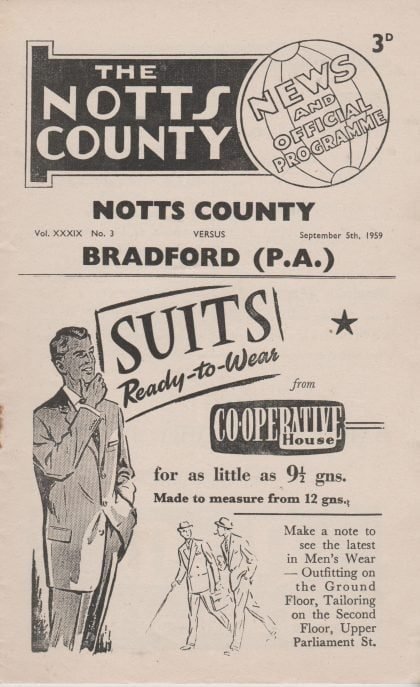 3D
THE
NOTTS
COUNTY
NEWS
AND
OFFICIAL
PROGRAMME
NOTTS COUNTY
Vol. XXXIX No. 3 VERSUS September 5th, 1959
BRADFORD (P.A.)
SUITS
Ready-to-Wear
from
CO-OPERATIVE
House
for as little as 9½ gns.
Made to measure from 12 gns.
Make a note to
see the latest
in Men's Wear
— Outfitting on
the Ground
Floor, Tailoring
on the Second
Floor, Upper
Parliament St.